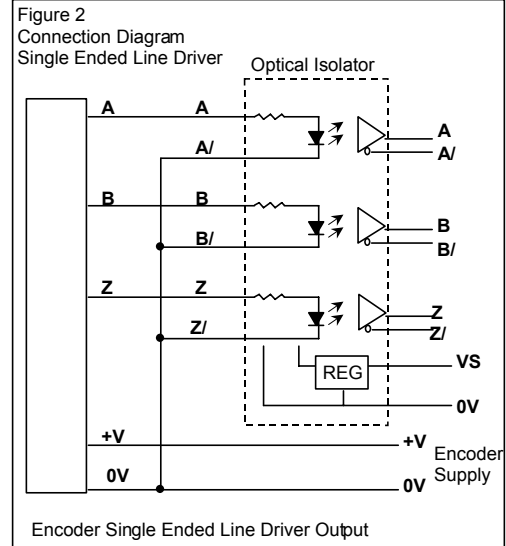 Figure 2
Connection Diagram
Single Ended Line Driver
Optical Isolator
A A A
A/ A/
B B B
B/ B/
Z Z Z
Z/ Z/
REG VS
0V
+V +V
Encoder
Supply
0V 0V
Encoder Single Ended Line Driver Output